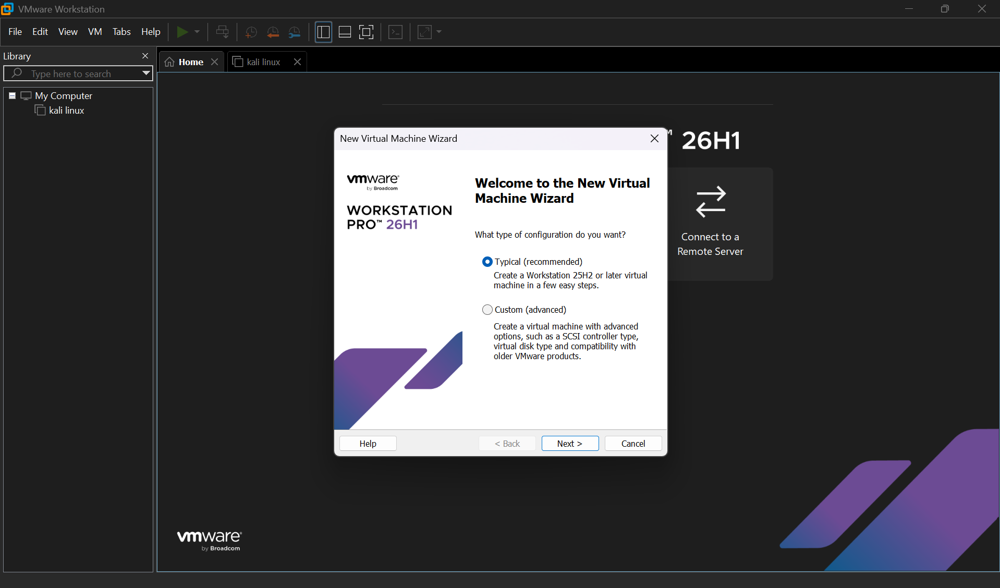 VMware Workstation
File Edit View VM Tabs Help
Library
Type here to search
My Computer
kali linux
Home
kali linux
™ 26H1
Connect to a
Remote Server
New Virtual Machine Wizard
vmware®
by Broadcom
WORKSTATION
PRO™ 26H1
Welcome to the New Virtual
Machine Wizard
What type of configuration do you want?
Typical (recommended)
Create a Workstation 25H2 or later virtual
machine in a few easy steps.
Custom (advanced)
Create a virtual machine with advanced
options, such as a SCSI controller type,
virtual disk type and compatibility with
older VMware products.
Help
< Back
Next >
Cancel
vmware®
by Broadcom